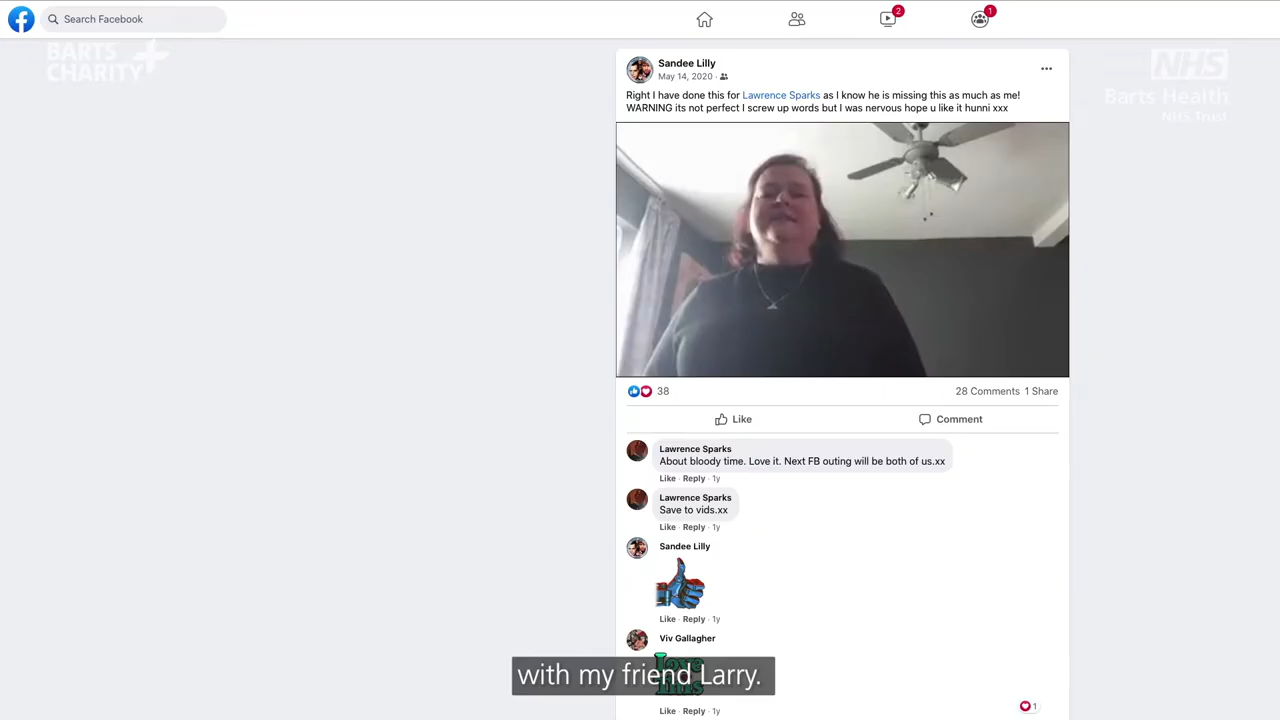 Search Facebook
2
1
BARTS
CHARITY
NHS
Barts Health
NHS Trust
Sandee Lilly
May 14, 2020 ·
Right I have done this for Lawrence Sparks as I know he is missing this as much as me!
WARNING its not perfect I screw up words but I was nervous hope u like it hunni xxx
38
28 Comments 1 Share
Like
Comment
Lawrence Sparks
About bloody time. Love it. Next FB outing will be both of us.xx
Like · Reply · 1y
Lawrence Sparks
Save to vids.xx
Like · Reply · 1y
Sandee Lilly
Like · Reply · 1y
Viv Gallagher
Love
this
with my friend Larry.
Like · Reply · 1y
1